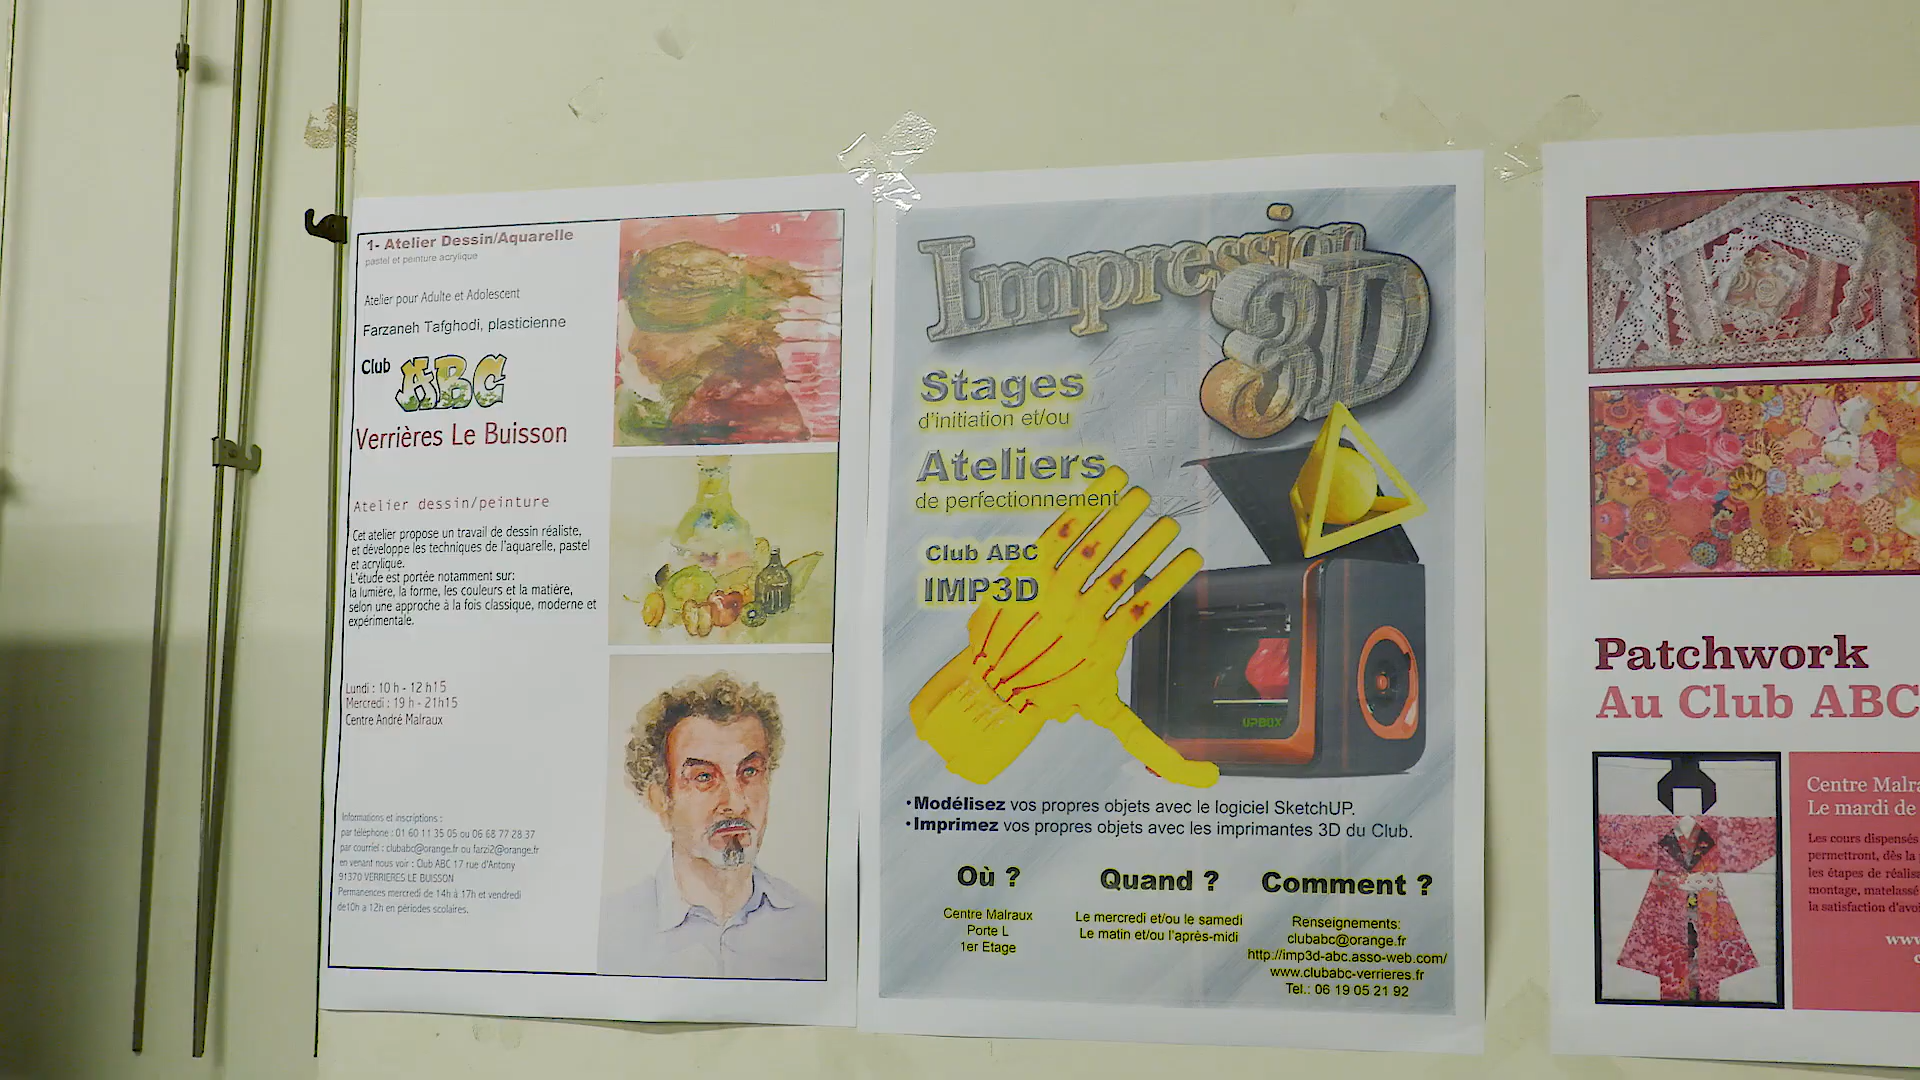 1- Atelier Dessin/Aquarelle
pastel et peinture acrylique
Atelier pour Adulte et Adolescent
Farzaneh Tafghodi, plasticienne
Club ABC
Verrières Le Buisson
Atelier dessin/peinture
Cet atelier propose un travail de dessin réaliste,
et développe les techniques de l'aquarelle, pastel
et acrylique.
L'étude est portée notamment sur:
la lumière, la forme, les couleurs et la matière,
selon une approche à la fois classique, moderne et
expérimentale.
Lundi : 10 h - 12 h15
Mercredi : 19 h - 21h15
Centre André Malraux
Informations et inscriptions :
par téléphone : 01 60 11 35 05 ou 06 68 77 28 37
par courriel : clubabc@orange.fr ou farzi2@orange.fr
en venant nous voir : Club ABC 17 rue d'Antony
91370 VERRIERES LE BUISSON
Permanences mercredi de 14h à 17h et vendredi
de10h a 12h en périodes scolaires.
Impression
3D
Stages
d'initiation et/ou
Ateliers
de perfectionnement
Club ABC
IMP3D
UPBOX
•Modélisez vos propres objets avec le logiciel SketchUP.
•Imprimez vos propres objets avec les imprimantes 3D du Club.
Où ?
Centre Malraux
Porte L
1er Etage
Quand ?
Le mercredi et/ou le samedi
Le matin et/ou l'après-midi
Comment ?
Renseignements:
clubabc@orange.fr
http://imp3d-abc.asso-web.com/
www.clubabc-verrieres.fr
Tel.: 06 19 05 21 92
Patchwork
Au Club ABC
Centre Malra
Le mardi de
Les cours dispensés
permettront, dès la
les étapes de réalisa
montage, matelassé
la satisfaction d'avoi
www